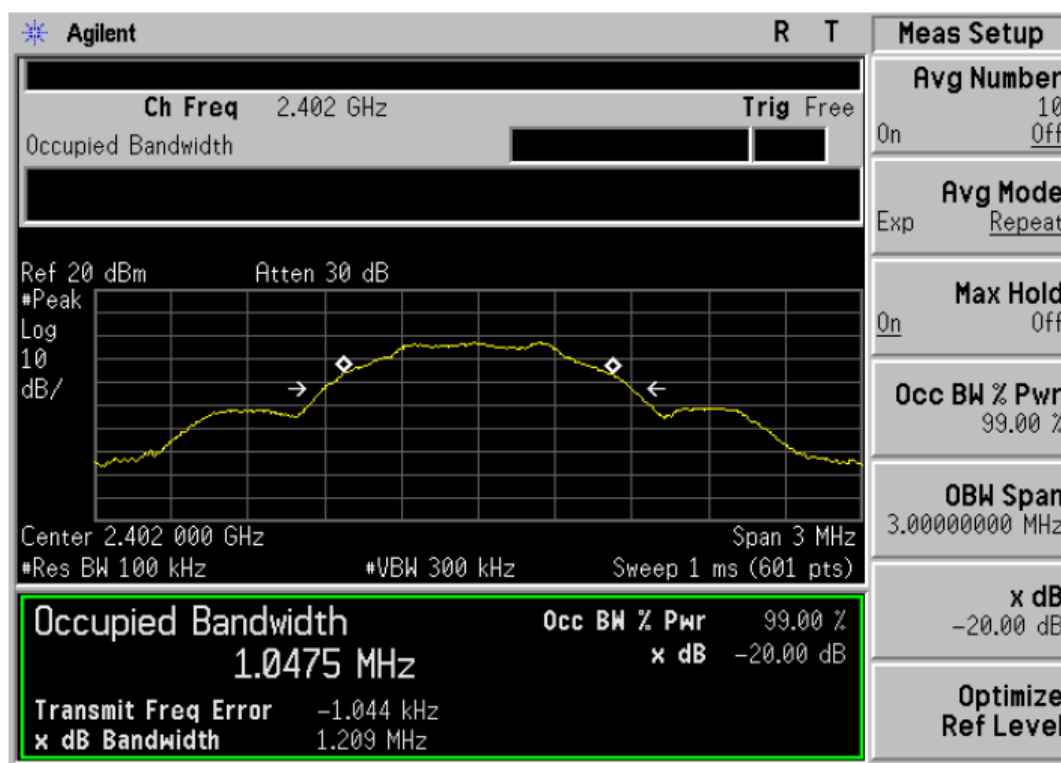 Agilent R T
Ch Freq 2.402 GHz Trig Free
Occupied Bandwidth
Ref 20 dBm Atten 30 dB
#Peak
Log
10
dB/
Center 2.402 000 GHz Span 3 MHz
#Res BW 100 kHz #VBW 300 kHz Sweep 1 ms (601 pts)
Occupied Bandwidth
1.0475 MHz
Occ BW % Pwr 99.00 %
x dB -20.00 dB
Transmit Freq Error -1.044 kHz
x dB Bandwidth 1.209 MHz
Meas Setup
Avg Number
10
On Off
Avg Mode
Exp Repeat
Max Hold
On Off
Occ BW % Pwr
99.00 %
OBW Span
3.00000000 MHz
x dB
-20.00 dB
Optimize
Ref Level